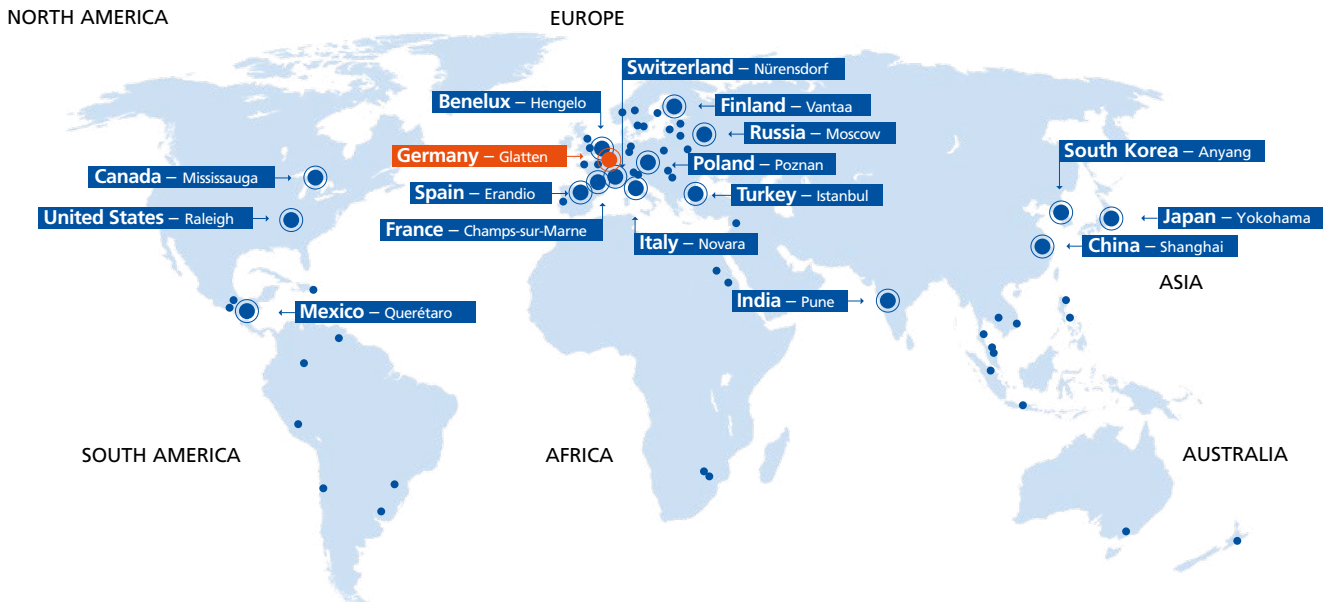 NORTH AMERICA
EUROPE
Switzerland – Nürensdorf
Benelux – Hengelo
Finland – Vantaa
Russia – Moscow
Germany – Glatten
Poland – Poznan
South Korea – Anyang
Canada – Mississauga
Spain – Erandio
Turkey – Istanbul
United States – Raleigh
Japan – Yokohama
France – Champs-sur-Marne
Italy – Novara
China – Shanghai
ASIA
India – Pune
Mexico – Querétaro
SOUTH AMERICA
AFRICA
AUSTRALIA